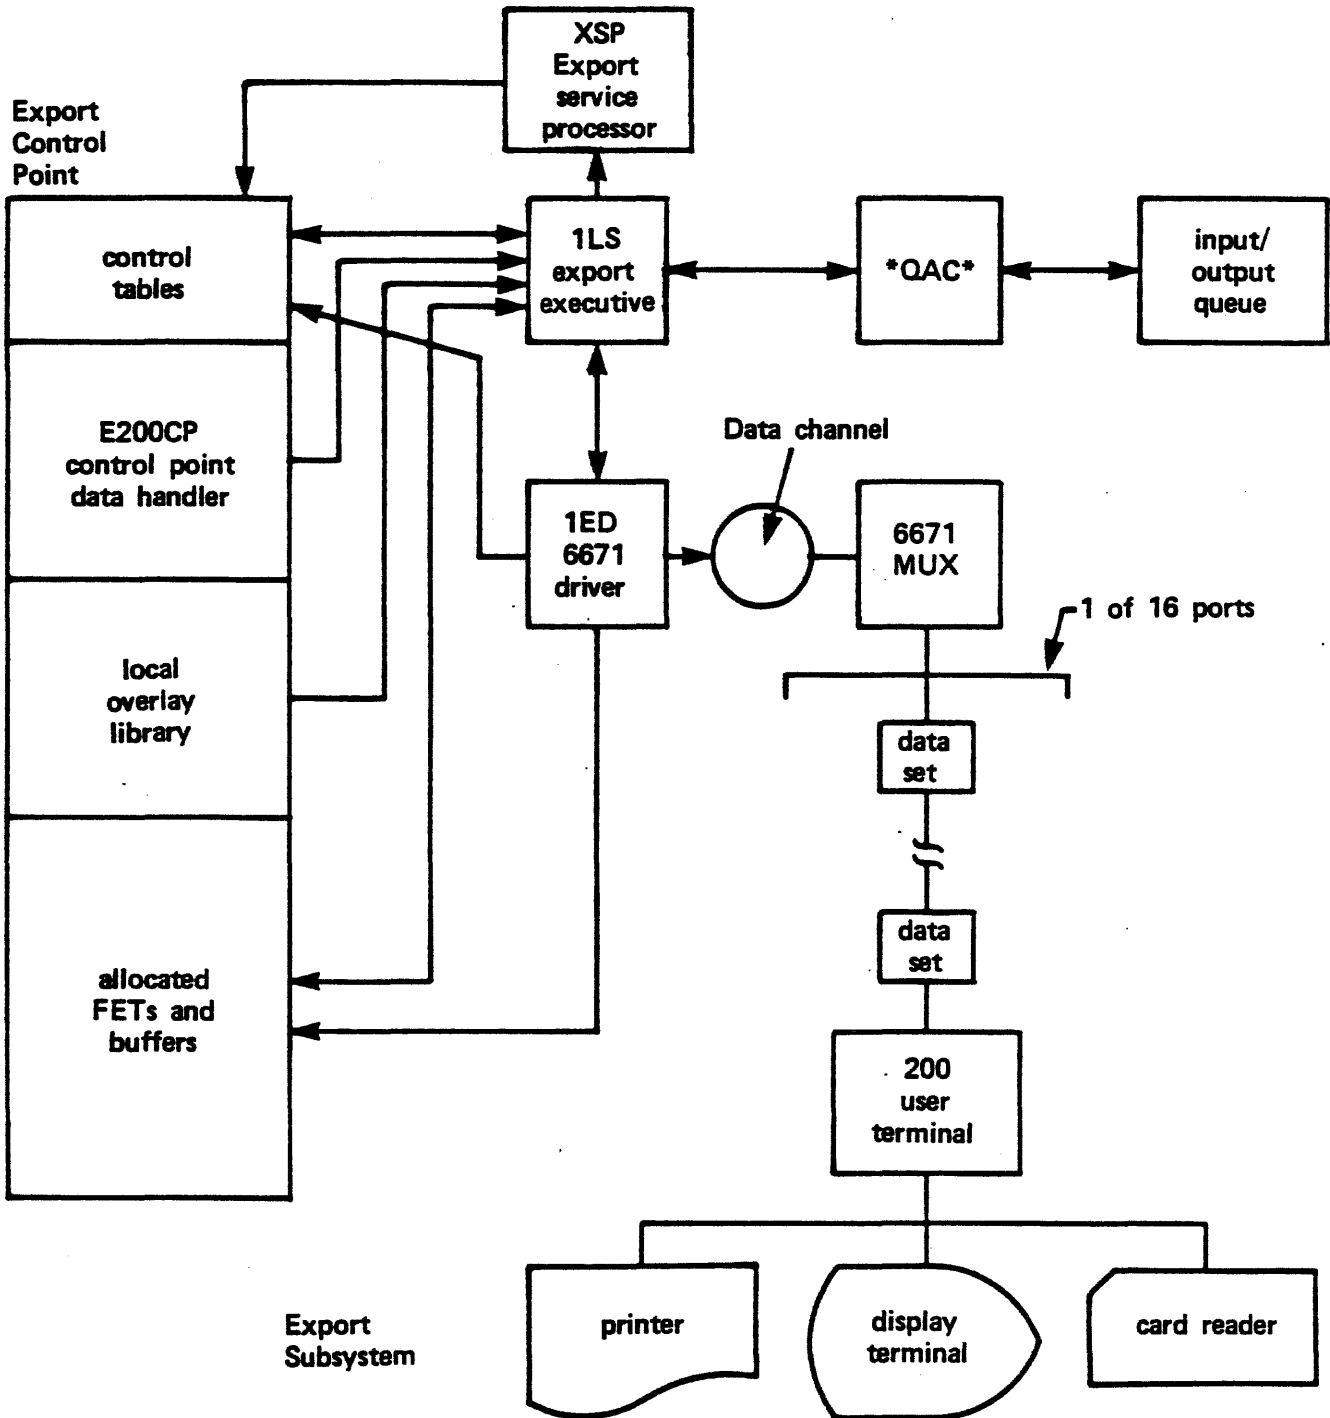 XSP
Export
service
processor
Export
Control
Point
control
tables
1LS
export
executive
*QAC*
input/
output
queue
E200CP
control point
data handler
Data channel
1ED
6671
driver
6671
MUX
1 of 16 ports
local
overlay
library
data
set
data
set
allocated
FETs and
buffers
200
user
terminal
Export
Subsystem
printer
display
terminal
card reader